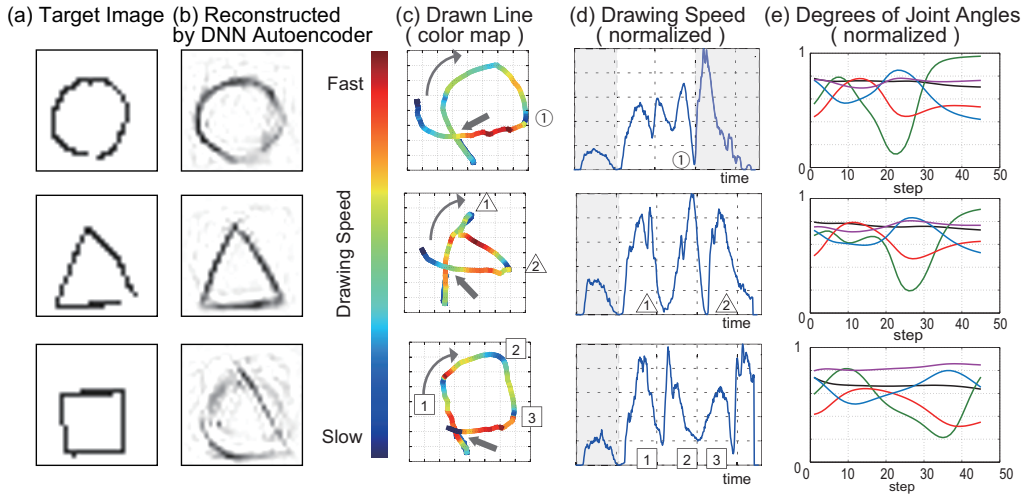 (a) Target Image
(b) Reconstructed
by DNN Autoencoder
(c) Drawn Line
( color map )
(d) Drawing Speed
( normalized )
(e) Degrees of Joint Angles
( normalized )
Fast
Drawing Speed
Slow
1
1
time
1
0
0 10 20 30 40 50
step
1
2
1
2
time
1
0
0 10 20 30 40 50
step
1
2
3
1 2 3
time
1
0
0 10 20 30 40 50
step